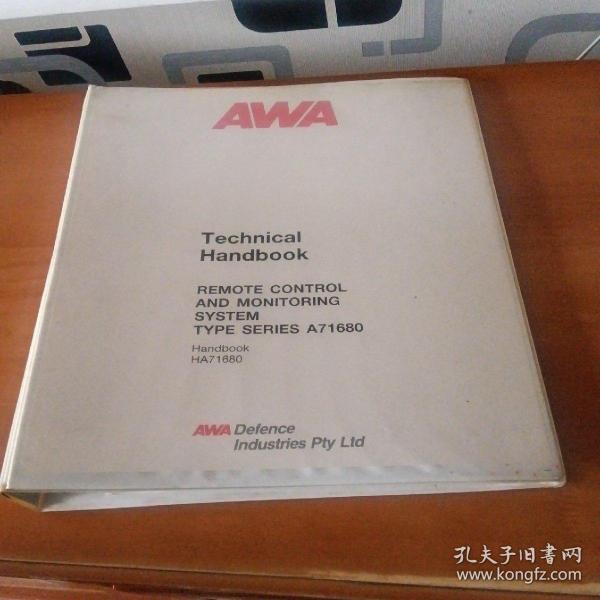 AWA
Technical
Handbook
REMOTE CONTROL
AND MONITORING
SYSTEM
TYPE SERIES A71680
Handbook
HA71680
AWA Defence
Industries Pty Ltd
孔夫子旧书网
www.kongfz.com